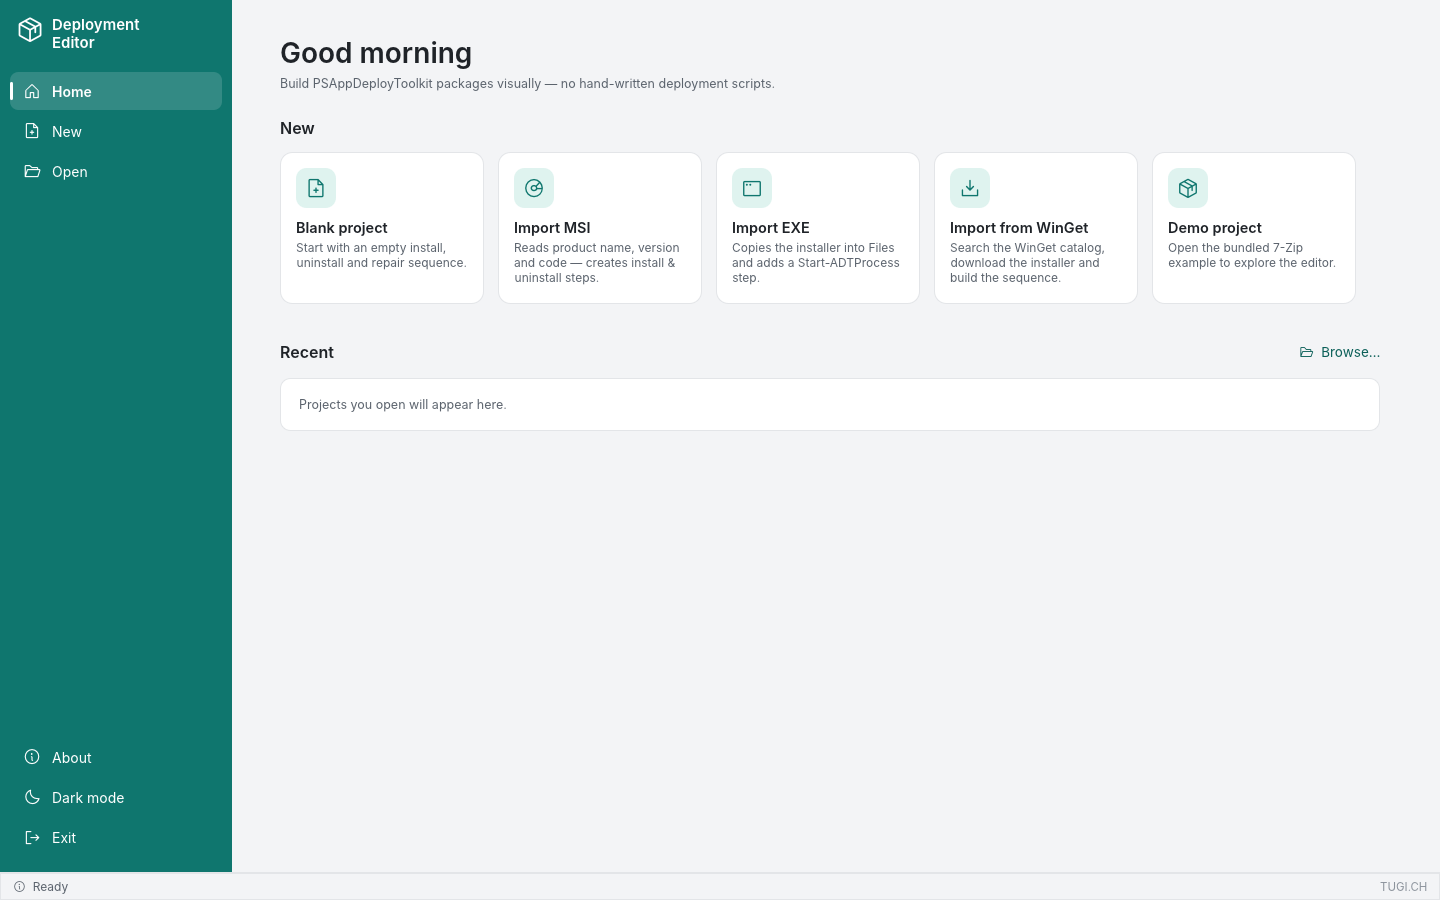 Deployment
Editor
Home
New
Open
About
Dark mode
Exit
Good morning
Build PSAppDeployToolkit packages visually — no hand-written deployment scripts.
New
Blank project
Start with an empty install,
uninstall and repair sequence.
Import MSI
Reads product name, version
and code — creates install &
uninstall steps.
Import EXE
Copies the installer into Files
and adds a Start-ADTProcess
step.
Import from WinGet
Search the WinGet catalog,
download the installer and
build the sequence.
Demo project
Open the bundled 7-Zip
example to explore the editor.
Recent
Browse...
Projects you open will appear here.
Ready
TUGI.CH